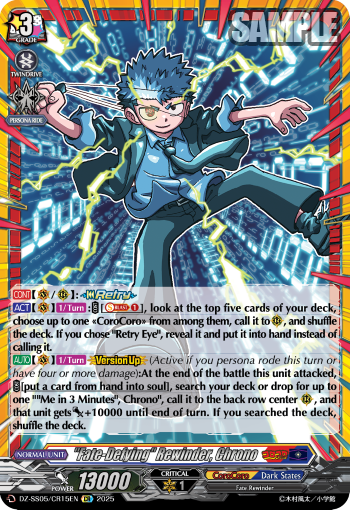 SAMPLE
3
GRADE
TWINDRIVE
PERSONA RIDE
CONT : Retry
ACT 1/Turn : [ BLAST 1 ], look at the top five cards of your deck,
choose up to one «CoroCoro» from among them, call it to , and shuffle
the deck. If you chose "Retry Eye", reveal it and put it into hand instead of
calling it.
AUTO 1/Turn Version Up (Active if you persona rode this turn or
have four or more damage):At the end of the battle this unit attacked,
[put a card from hand into soul], search your deck or drop for up to
one ""Me in 3 Minutes", Chrono", call it to the back row center , and
that unit gets +10000 until end of turn. If you searched the deck,
shuffle the deck.
NORMAL UNIT
"Fate-Defying" Rewinder, Chrono
POWER 13000
CRITICAL
1
CoroCoro / Dark States
Fate Rewinder
DZ-SS05/CR15EN 2025
©木村風太／小学館